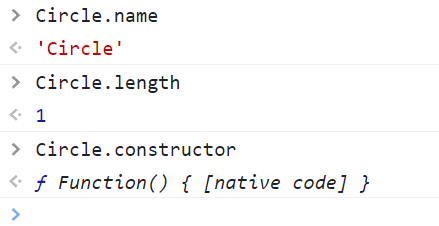 > Circle.name
<· 'Circle'
> Circle.length
<· 1
> Circle.constructor
<· ƒ Function() { [native code] }
>